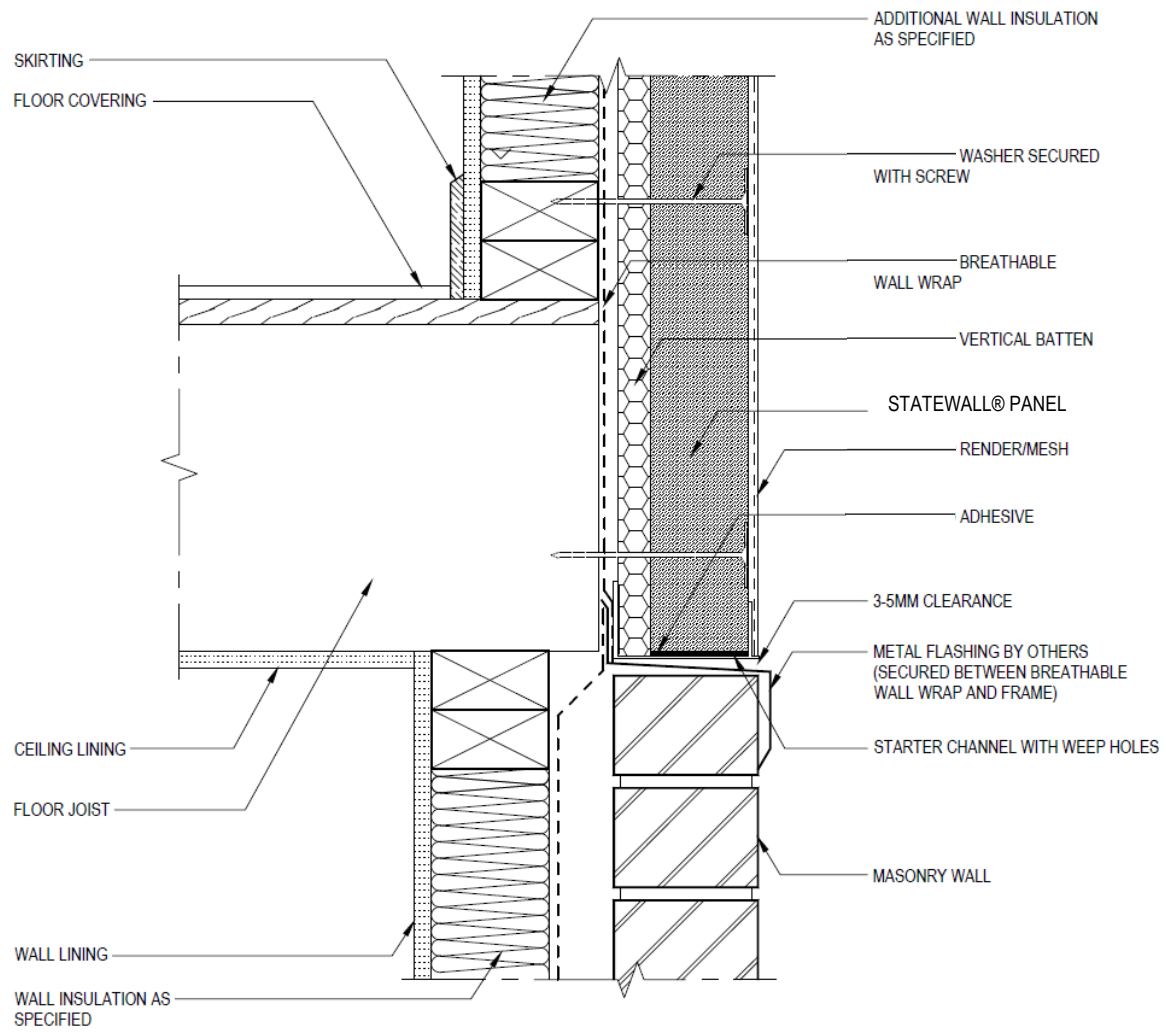 ADDITIONAL WALL INSULATION
AS SPECIFIED
SKIRTING
FLOOR COVERING
WASHER SECURED
WITH SCREW
BREATHABLE
WALL WRAP
VERTICAL BATTEN
STATEWALL® PANEL
RENDER/MESH
ADHESIVE
3-5MM CLEARANCE
METAL FLASHING BY OTHERS
(SECURED BETWEEN BREATHABLE
WALL WRAP AND FRAME)
STARTER CHANNEL WITH WEEP HOLES
CEILING LINING
FLOOR JOIST
MASONRY WALL
WALL LINING
WALL INSULATION AS
SPECIFIED